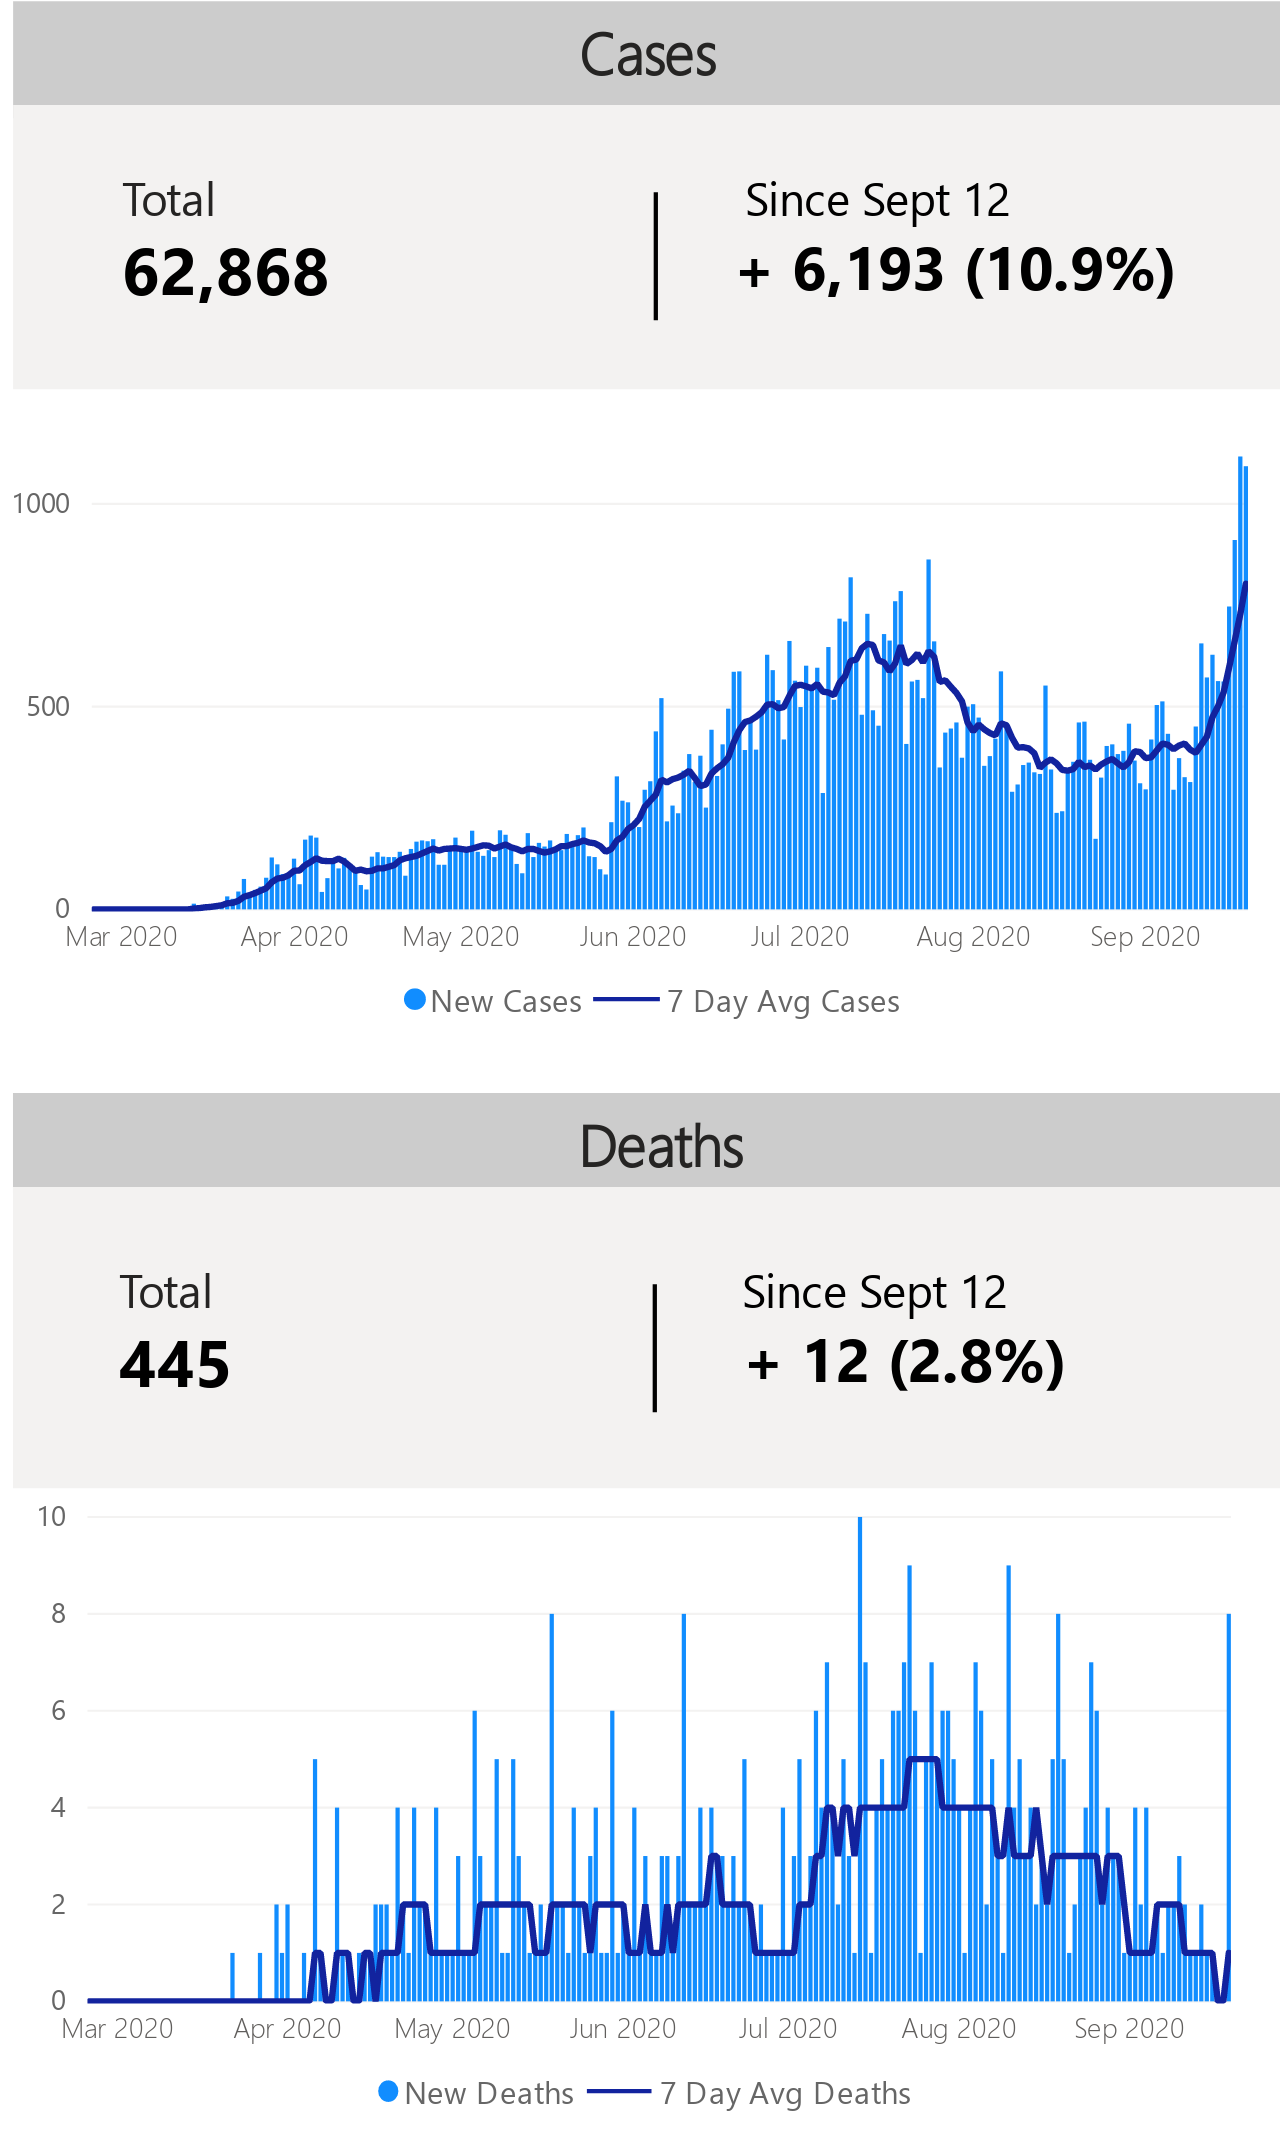 Cases
Total
Since Sept 12
62,868
+ 6,193 (10.9%)
1000
500
0
Mar 2020 Apr 2020 May 2020 Jun 2020 Jul 2020 Aug 2020 Sep 2020
New Cases 7 Day Avg Cases
Deaths
Total
Since Sept 12
445
+ 12 (2.8%)
10
8
6
4
2
0
Mar 2020 Apr 2020 May 2020 Jun 2020 Jul 2020 Aug 2020 Sep 2020
New Deaths 7 Day Avg Deaths